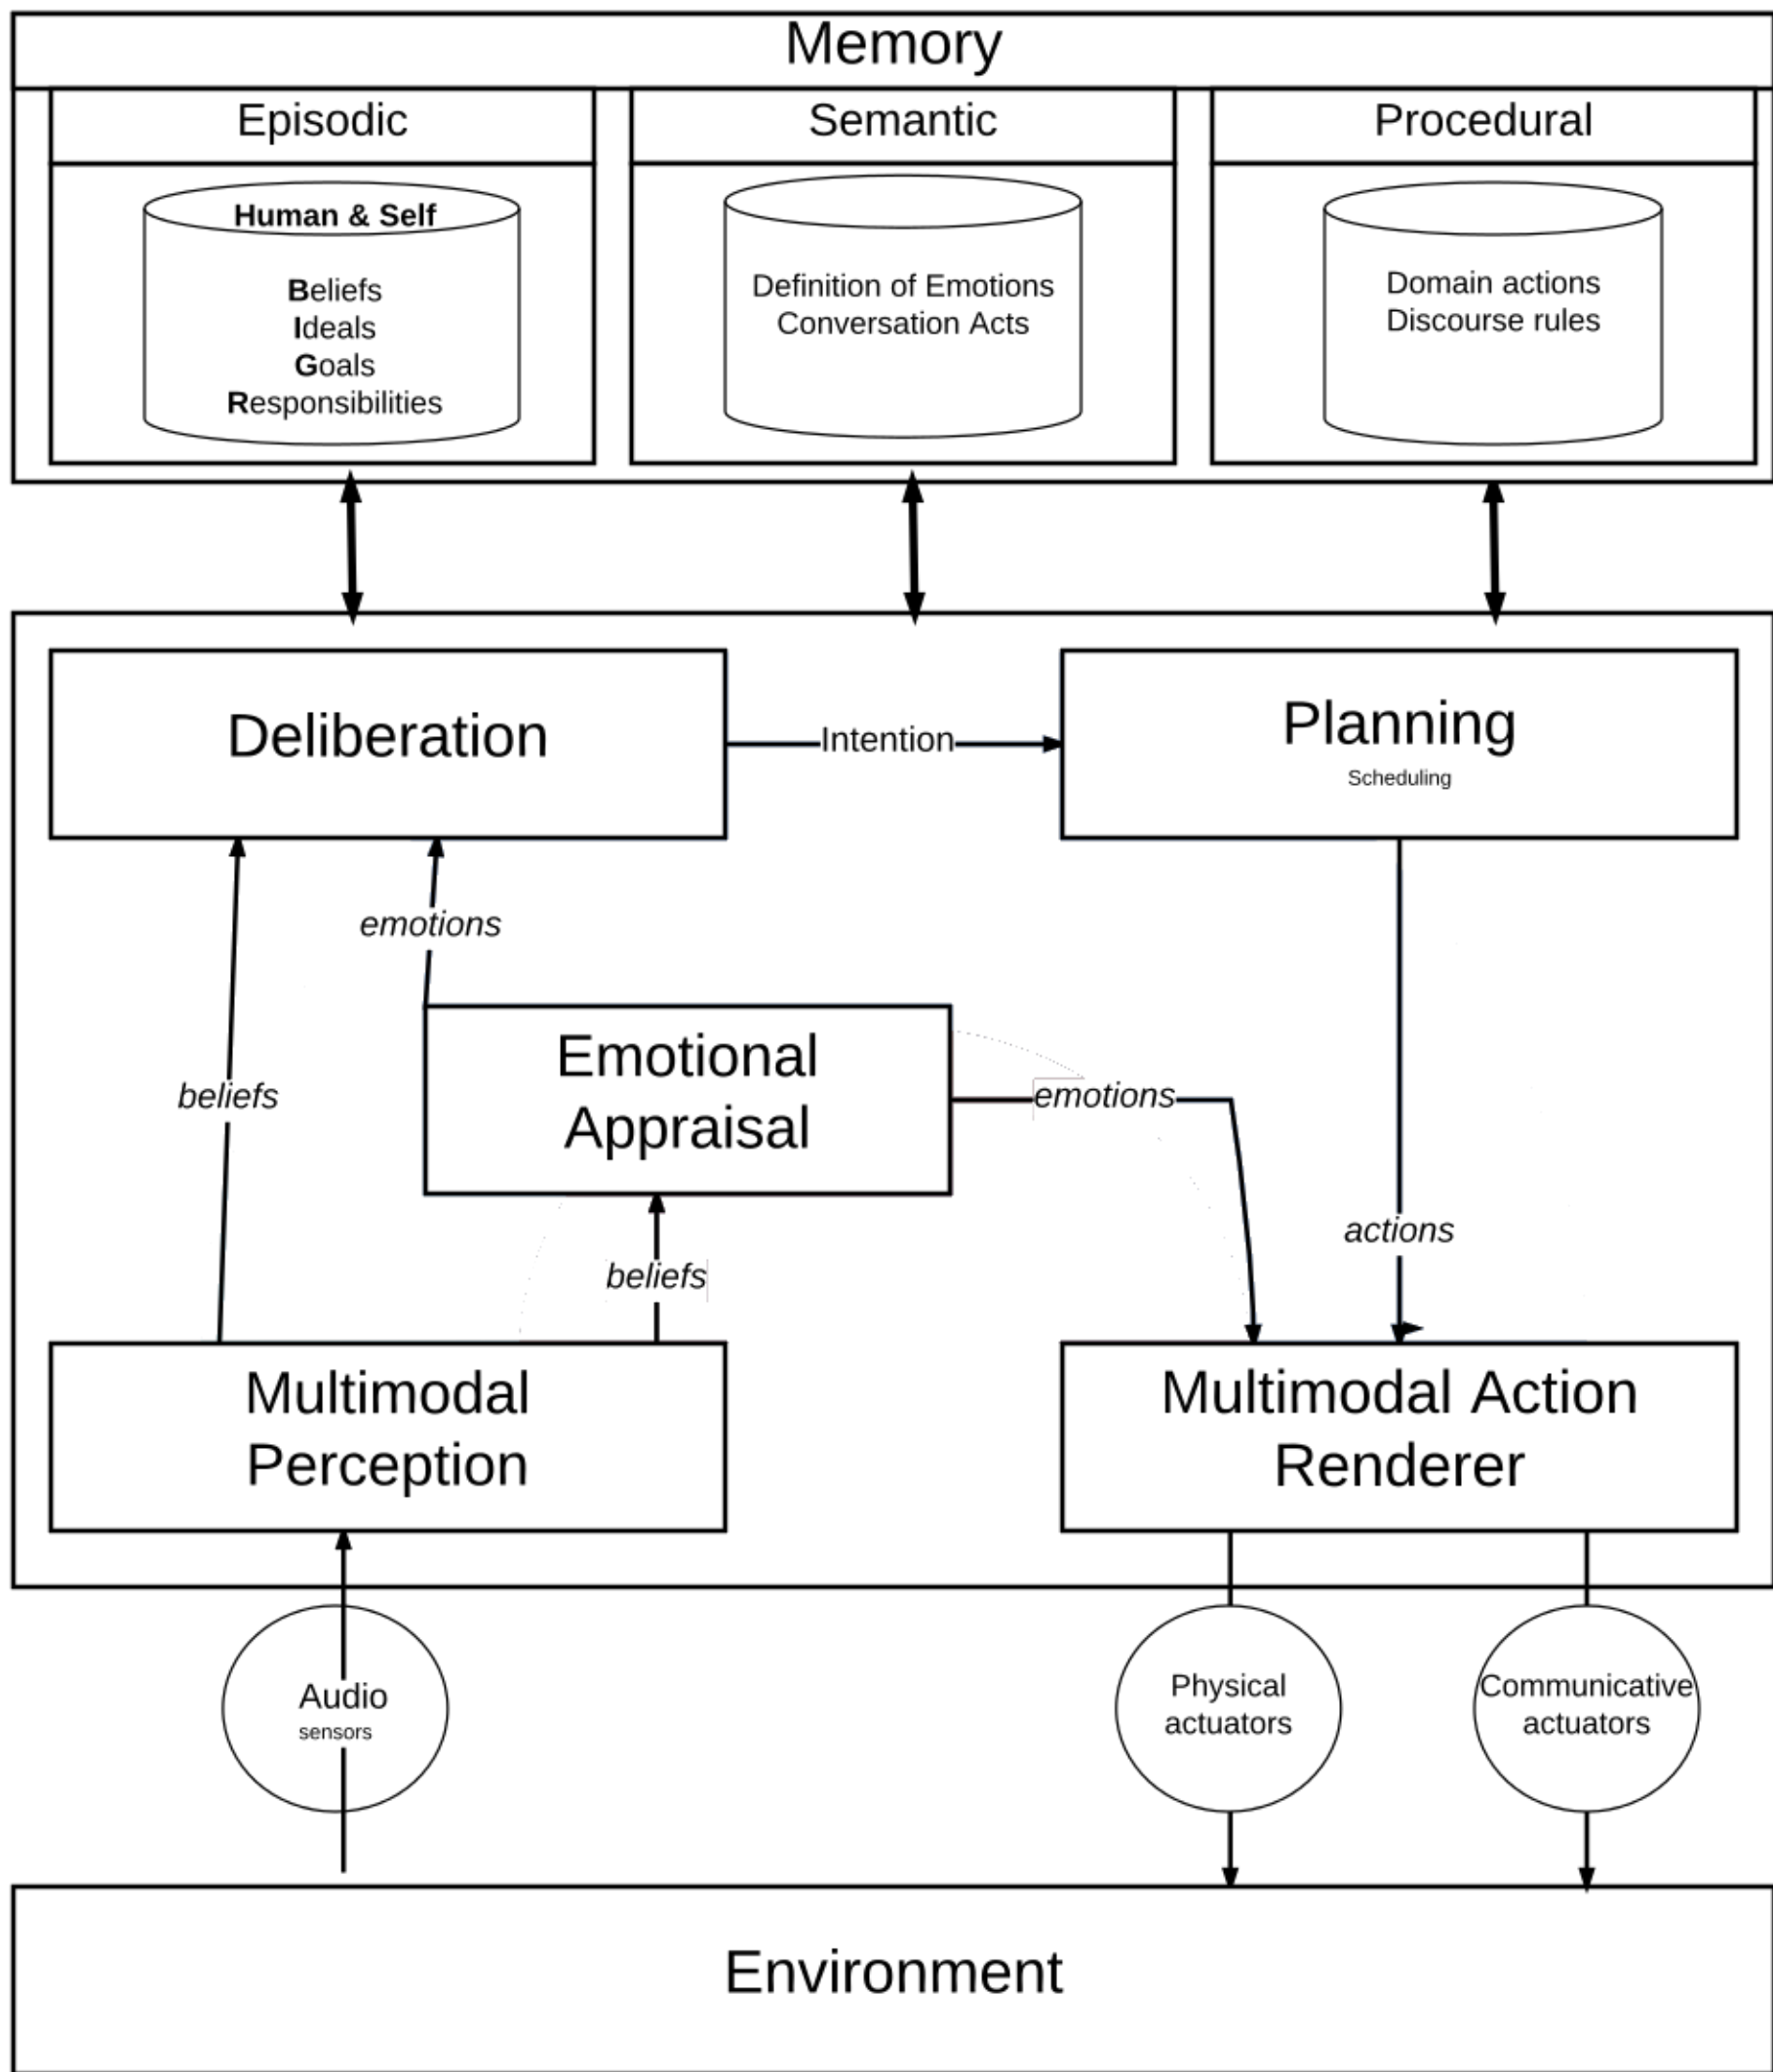 Memory
Episodic
Semantic
Procedural
Human & Self
Beliefs
Ideals
Goals
Responsibilities
Definition of Emotions
Conversation Acts
Domain actions
Discourse rules
Deliberation
Intention
Planning
Scheduling
emotions
beliefs
Emotional
Appraisal
emotions
beliefs
actions
Multimodal
Perception
Multimodal Action
Renderer
Audio
sensors
Physical
actuators
Communicative
actuators
Environment